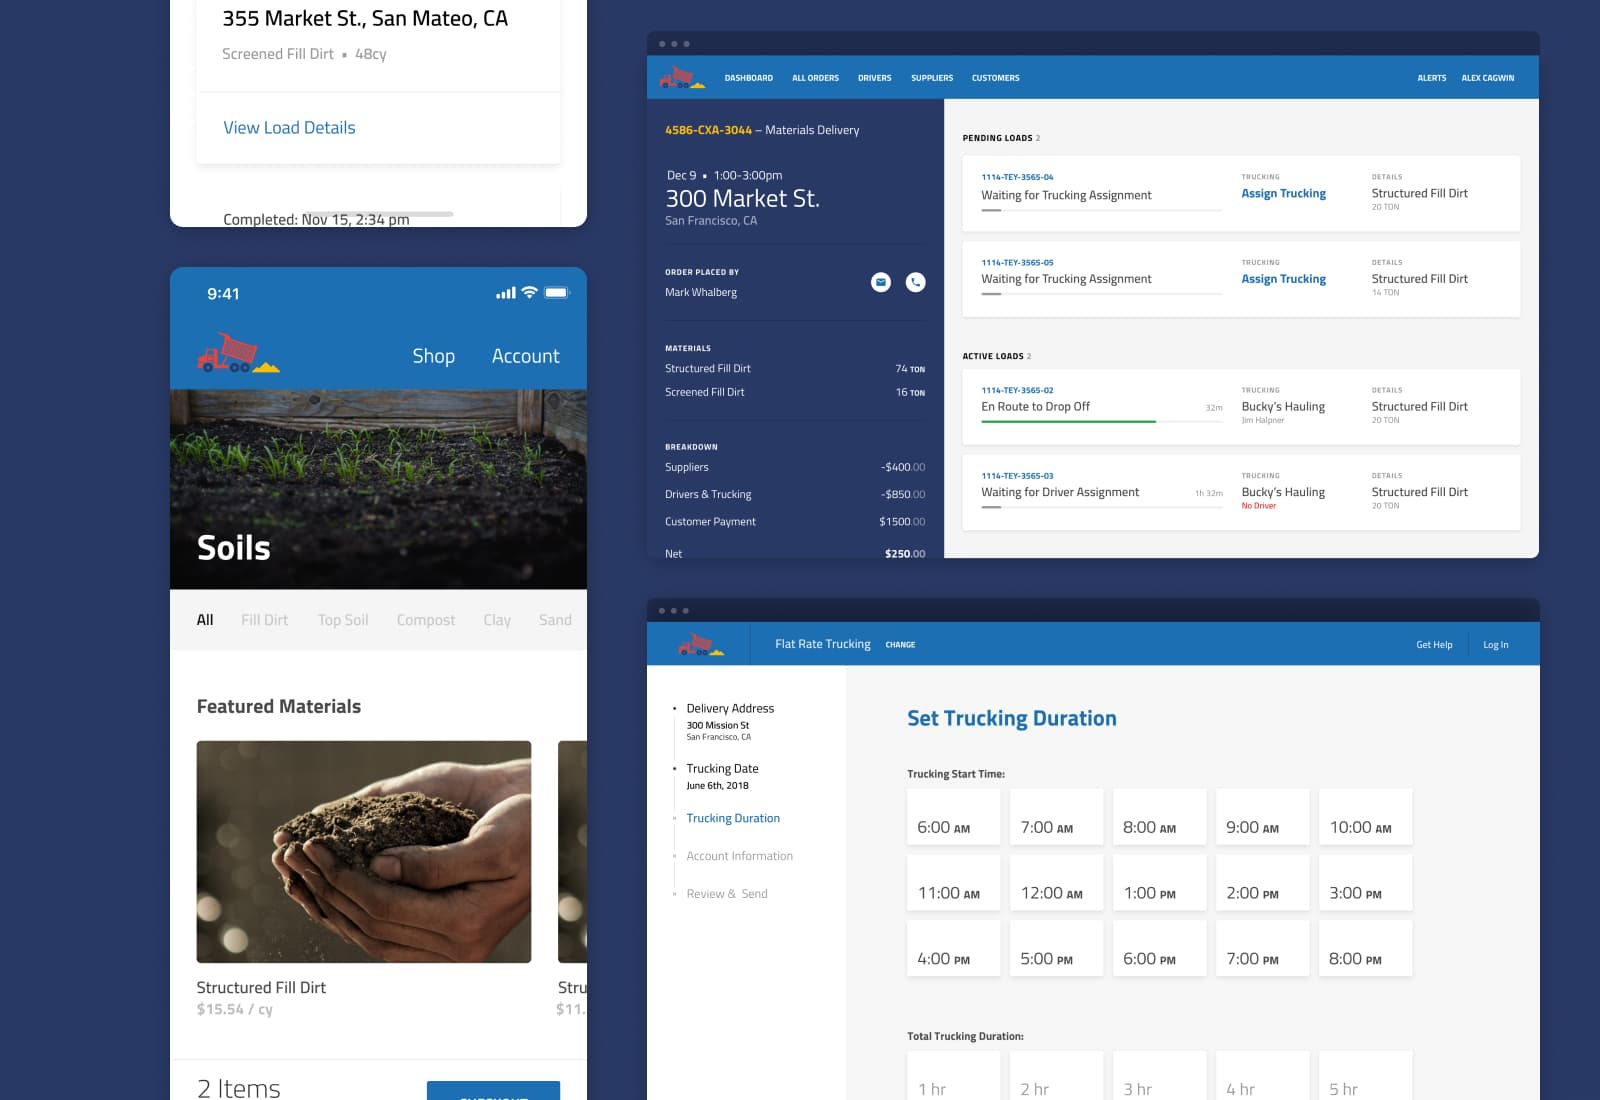 355 Market St., San Mateo, CA
Screened Fill Dirt • 48cy
View Load Details
Completed: Nov 15, 2:34 pm
9:41
Shop Account
Soils
All Fill Dirt Top Soil Compost Clay Sand
Featured Materials
Structured Fill Dirt Stru
$15.54 / cy $11.
2 Items
CHECKOUT
DASHBOARD ALL ORDERS DRIVERS SUPPLIERS CUSTOMERS ALERTS ALEX CAGWIN
4586-CXA-3044 – Materials Delivery
Dec 9 • 1:00-3:00pm
300 Market St.
San Francisco, CA
ORDER PLACED BY
Mark Whalberg
MATERIALS
Structured Fill Dirt 74 TON
Screened Fill Dirt 16 TON
BREAKDOWN
Suppliers -$400.00
Drivers & Trucking -$850.00
Customer Payment $1500.00
Net $250.00
PENDING LOADS 2
1114-TEY-3565-04 TRUCKING DETAILS
Waiting for Trucking Assignment Assign Trucking Structured Fill Dirt
20 TON
1114-TEY-3565-05 TRUCKING DETAILS
Waiting for Trucking Assignment Assign Trucking Structured Fill Dirt
14 TON
ACTIVE LOADS 2
1114-TEY-3565-02 TRUCKING DETAILS
En Route to Drop Off 32m Bucky's Hauling Structured Fill Dirt
Jim Halpner 20 TON
1114-TEY-3565-03 TRUCKING DETAILS
Waiting for Driver Assignment 1h 32m Bucky's Hauling Structured Fill Dirt
No Driver 20 TON
Flat Rate Trucking CHANGE Get Help Log In
Delivery Address
300 Mission St
San Francisco, CA
Trucking Date
June 6th, 2018
Trucking Duration
Account Information
Review & Send
Set Trucking Duration
Trucking Start Time:
6:00 AM 7:00 AM 8:00 AM 9:00 AM 10:00 AM
11:00 AM 12:00 AM 1:00 PM 2:00 PM 3:00 PM
4:00 PM 5:00 PM 6:00 PM 7:00 PM 8:00 PM
Total Trucking Duration:
1 hr 2 hr 3 hr 4 hr 5 hr